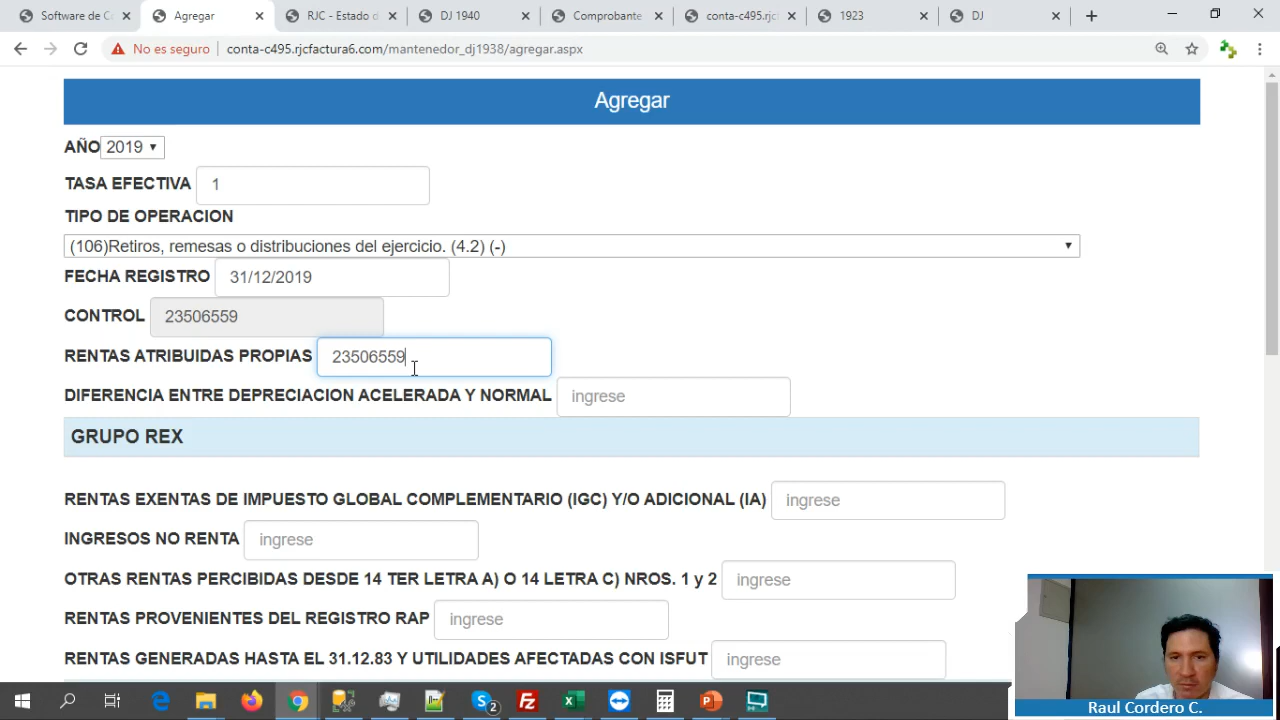 Software de C
Agregar
RJC - Estado d
DJ 1940
Comprobante
conta-c495.rjc
1923
DJ
No es seguro
conta-c495.rjcfactura6.com/mantenedor_dj1938/agregar.aspx
Agregar
AÑO 2019
TASA EFECTIVA 1
TIPO DE OPERACION
(106)Retiros, remesas o distribuciones del ejercicio. (4.2) (-)
FECHA REGISTRO 31/12/2019
CONTROL 23506559
RENTAS ATRIBUIDAS PROPIAS 23506559
DIFERENCIA ENTRE DEPRECIACION ACELERADA Y NORMAL ingrese
GRUPO REX
RENTAS EXENTAS DE IMPUESTO GLOBAL COMPLEMENTARIO (IGC) Y/O ADICIONAL (IA) ingrese
INGRESOS NO RENTA ingrese
OTRAS RENTAS PERCIBIDAS DESDE 14 TER LETRA A) O 14 LETRA C) NROS. 1 y 2 ingrese
RENTAS PROVENIENTES DEL REGISTRO RAP ingrese
RENTAS GENERADAS HASTA EL 31.12.83 Y UTILIDADES AFECTADAS CON ISFUT ingrese
2
Raul Cordero C.